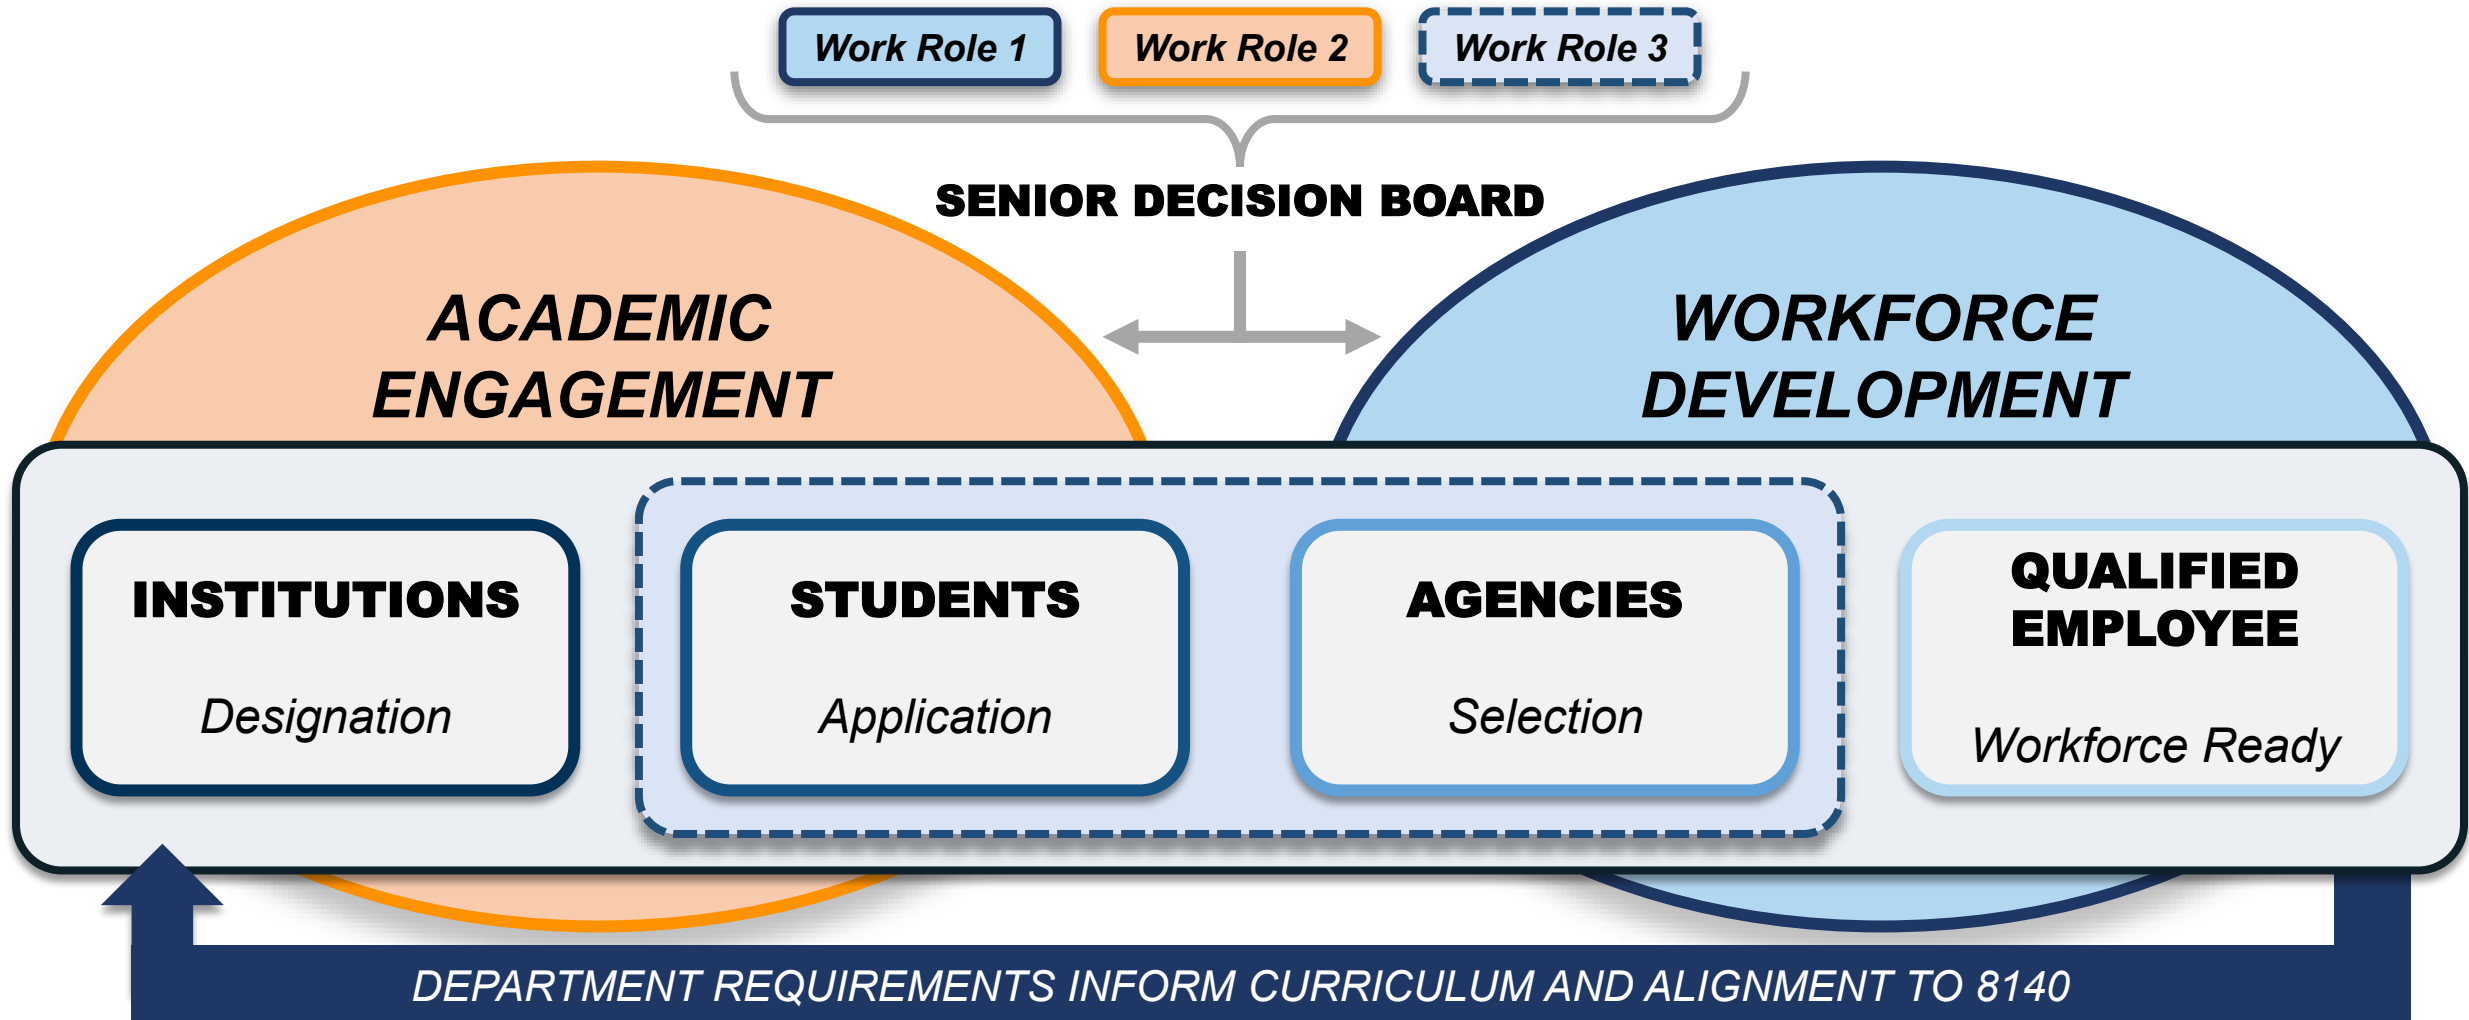 Work Role 1
Work Role 2
Work Role 3
SENIOR DECISION BOARD
ACADEMIC
ENGAGEMENT
WORKFORCE
DEVELOPMENT
INSTITUTIONS
Designation
STUDENTS
Application
AGENCIES
Selection
QUALIFIED
EMPLOYEE
Workforce Ready
DEPARTMENT REQUIREMENTS INFORM CURRICULUM AND ALIGNMENT TO 8140